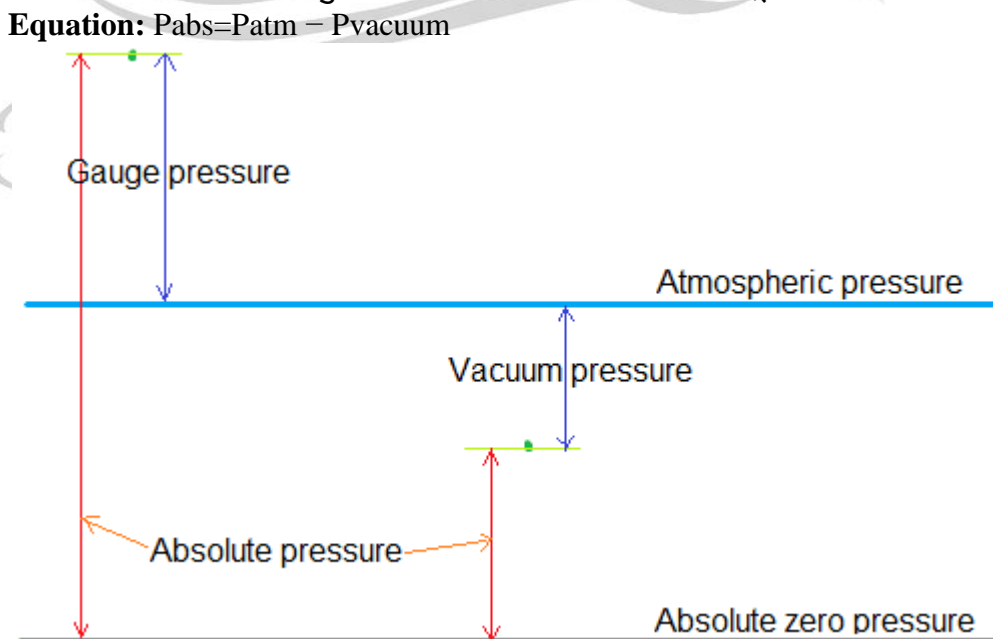 Equation: Pabs=Patm − Pvacuum
Gauge pressure
Atmospheric pressure
Vacuum pressure
Absolute pressure
Absolute zero pressure